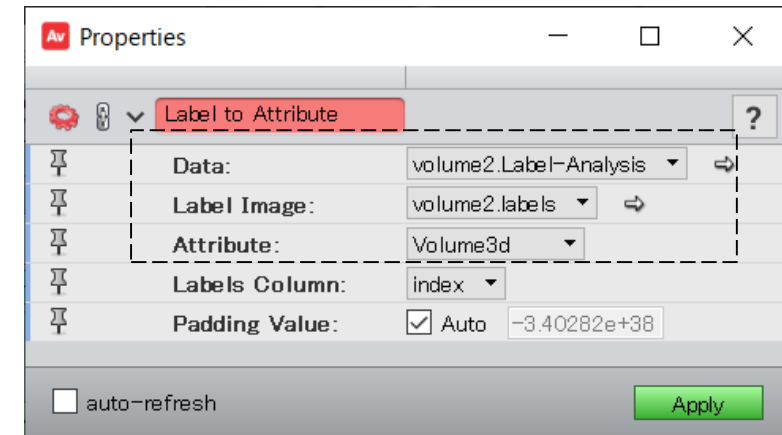 Av Properties
Label to Attribute ?
Data: volume2.Label-Analysis
Label Image: volume2.labels
Attribute: Volume3d
Labels Column: index
Padding Value: Auto -3.40282e+38
auto-refresh Apply